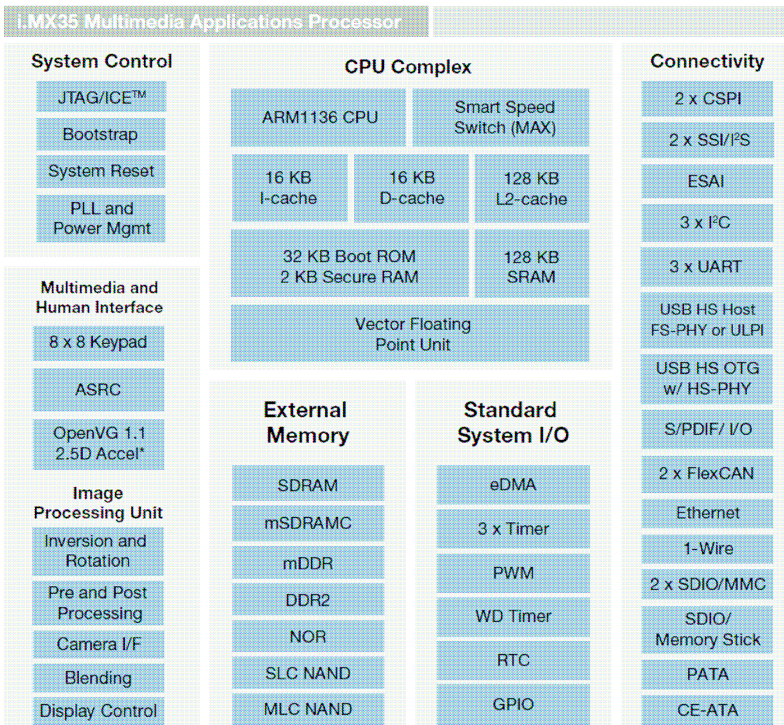 i.MX35 Multimedia Applications Processor
System Control
JTAG/ICE™
Bootstrap
System Reset
PLL and
Power Mgmt
Multimedia and
Human Interface
8 x 8 Keypad
ASRC
OpenVG 1.1
2.5D Accel*
Image
Processing Unit
Inversion and
Rotation
Pre and Post
Processing
Camera I/F
Blending
Display Control
CPU Complex
ARM1136 CPU
Smart Speed
Switch (MAX)
16 KB
I-cache
16 KB
D-cache
128 KB
L2-cache
32 KB Boot ROM
2 KB Secure RAM
128 KB
SRAM
Vector Floating
Point Unit
External
Memory
SDRAM
mSDRAMC
mDDR
DDR2
NOR
SLC NAND
MLC NAND
Standard
System I/O
eDMA
3 x Timer
PWM
WD Timer
RTC
GPIO
Connectivity
2 x CSPI
2 x SSI/I²S
ESAI
3 x I²C
3 x UART
USB HS Host
FS-PHY or ULPI
USB HS OTG
w/ HS-PHY
S/PDIF/ I/O
2 x FlexCAN
Ethernet
1-Wire
2 x SDIO/MMC
SDIO/
Memory Stick
PATA
CE-ATA